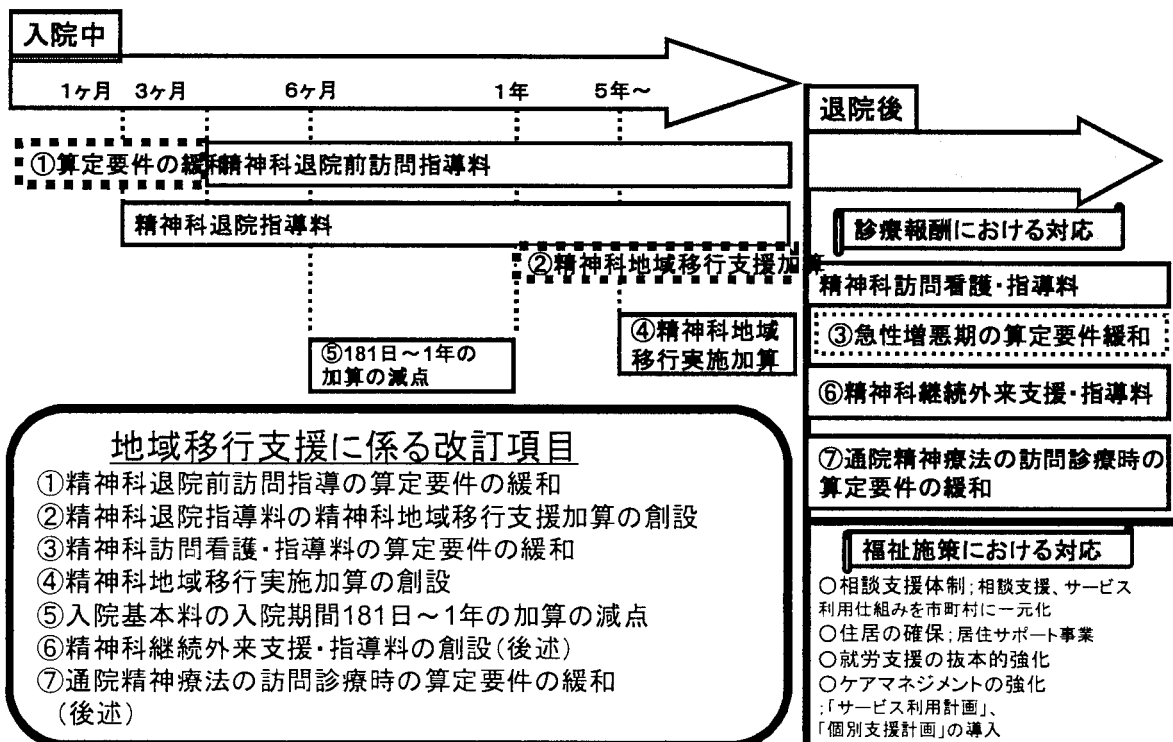 入院中
1ヶ月 3ヶ月 6ヶ月 1年 5年～
①算定要件の緩和
精神科退院前訪問指導料
精神科退院指導料
②精神科地域移行支援加算
⑤181日～1年の
加算の減点
④精神科地域
移行実施加算
退院後
診療報酬における対応
精神科訪問看護・指導料
③急性増悪期の算定要件緩和
⑥精神科継続外来支援・指導料
⑦通院精神療法の訪問診療時の
算定要件の緩和
福祉施策における対応
○相談支援体制;相談支援、サービス
利用仕組みを市町村に一元化
○住居の確保;居住サポート事業
○就労支援の抜本的強化
○ケアマネジメントの強化
;「サービス利用計画」、
「個別支援計画」の導入
地域移行支援に係る改訂項目
①精神科退院前訪問指導の算定要件の緩和
②精神科退院指導料の精神科地域移行支援加算の創設
③精神科訪問看護・指導料の算定要件の緩和
④精神科地域移行実施加算の創設
⑤入院基本料の入院期間181日～1年の加算の減点
⑥精神科継続外来支援・指導料の創設(後述)
⑦通院精神療法の訪問診療時の算定要件の緩和
(後述)